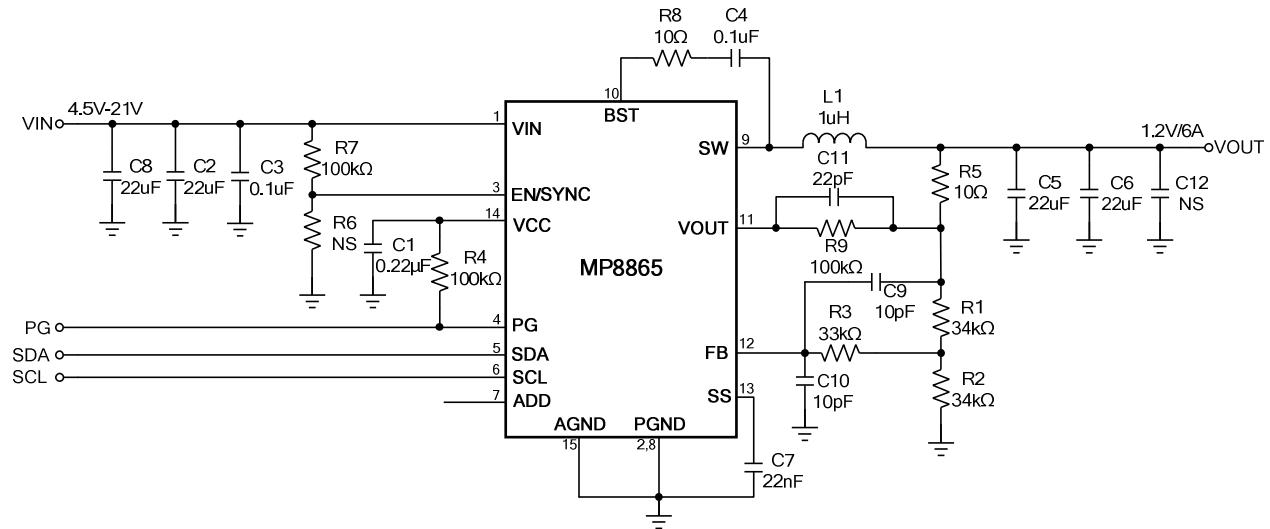 R8
10Ω
C4
0.1uF
10
BST
4.5V-21V
VIN
1
VIN
L1
1uH
SW
9
1.2V/6A
VOUT
C8
22uF
C2
22uF
C3
0.1uF
R7
100kΩ
C11
22pF
R5
10Ω
C5
22uF
C6
22uF
C12
NS
3
EN/SYNC
14
VCC
R6
NS
C1
0.22µF
R4
100kΩ
VOUT
11
R9
100kΩ
MP8865
C9
10pF
R3
33kΩ
R1
34kΩ
PG
4
PG
SDA
5
SDA
SCL
6
SCL
7
ADD
FB
12
C10
10pF
R2
34kΩ
SS
13
AGND
15
PGND
2,8
C7
22nF